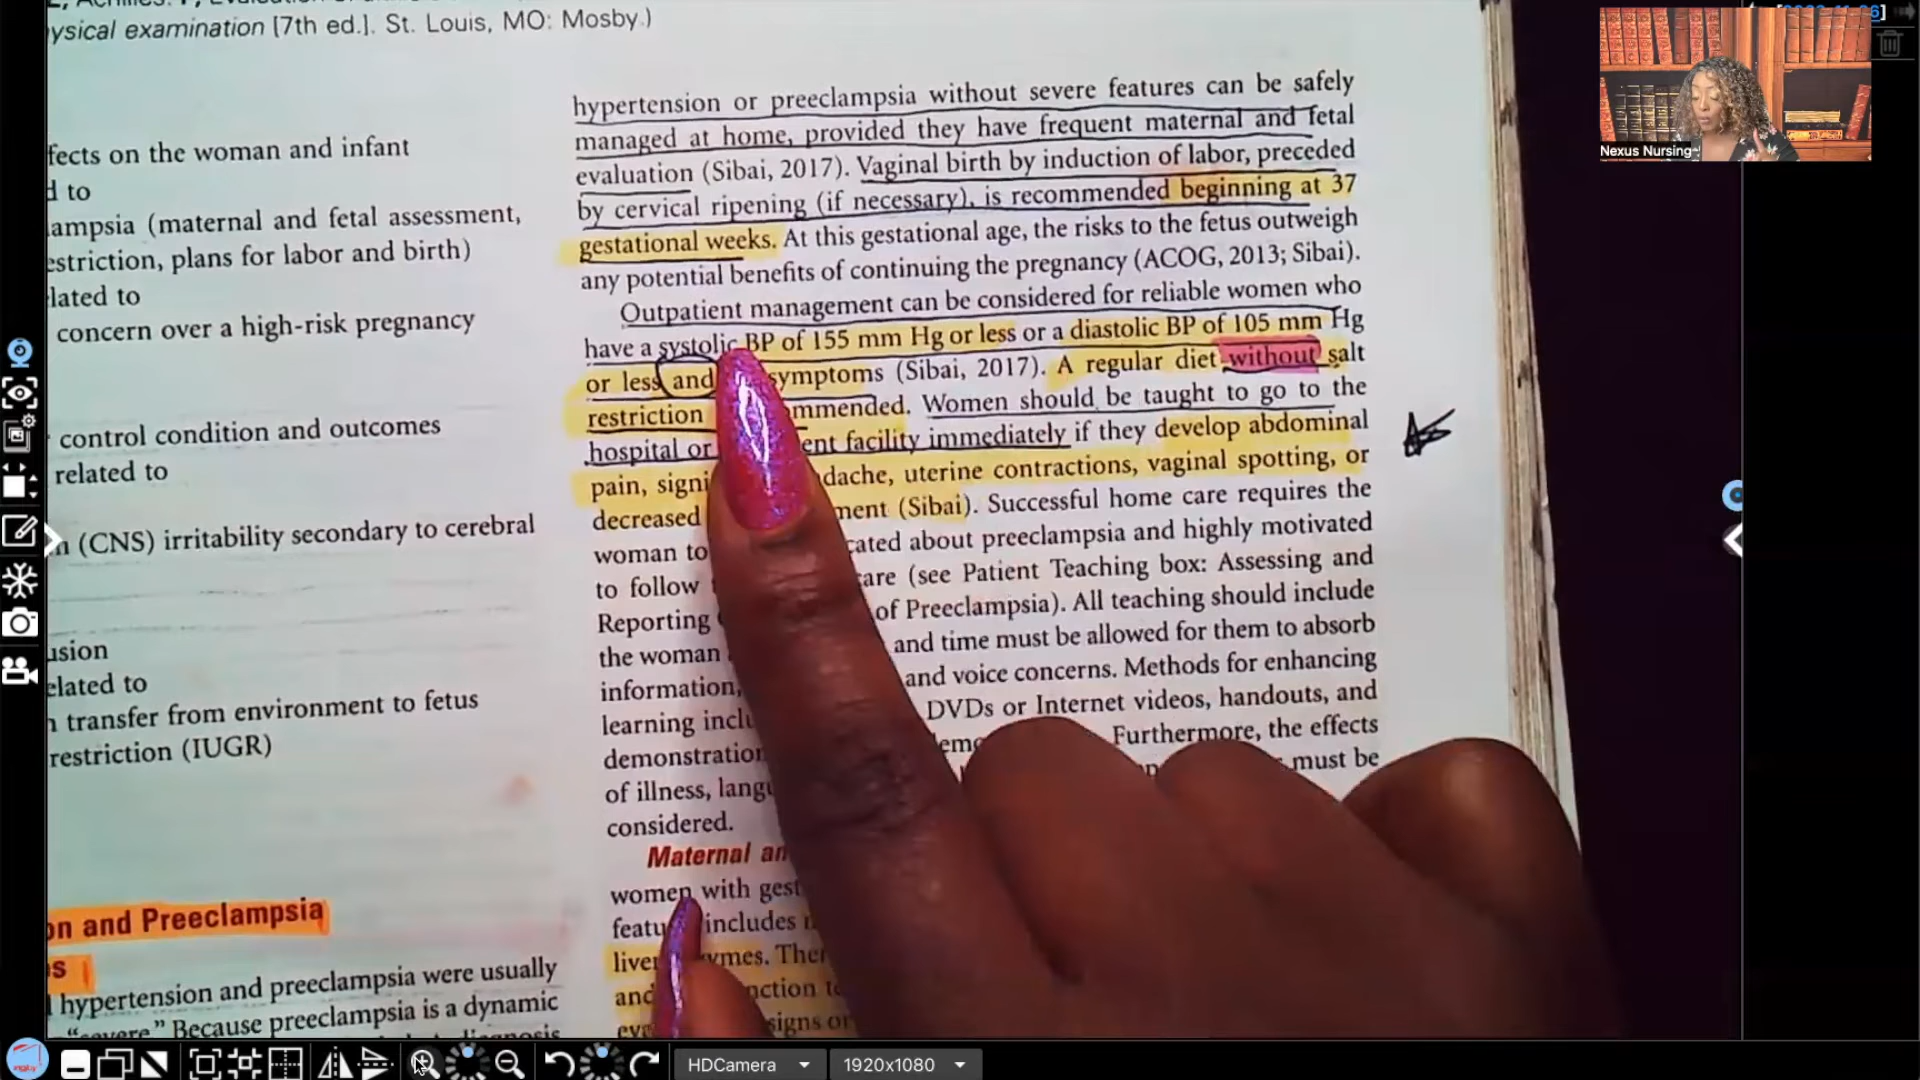 ysical examination [7th ed.]. St. Louis, MO: Mosby.)
fects on the woman and infant
d to
ampsia (maternal and fetal assessment,
estriction, plans for labor and birth)
lated to
concern over a high-risk pregnancy
control condition and outcomes
related to
(CNS) irritability secondary to cerebral
usion
elated to
transfer from environment to fetus
restriction (IUGR)
on and Preeclampsia
s
hypertension and preeclampsia were usually
"severe." Because preeclampsia is a dynamic
hypertension or preeclampsia without severe features can be safely
managed at home, provided they have frequent maternal and fetal
evaluation (Sibai, 2017). Vaginal birth by induction of labor, preceded
by cervical ripening (if necessary), is recommended beginning at 37
gestational weeks. At this gestational age, the risks to the fetus outweigh
any potential benefits of continuing the pregnancy (ACOG, 2013; Sibai).
Outpatient management can be considered for reliable women who
have a systolic BP of 155 mm Hg or less or a diastolic BP of 105 mm Hg
or less and symptoms (Sibai, 2017). A regular diet without salt
restriction mmended. Women should be taught to go to the
hospital or ent facility immediately if they develop abdominal
pain, signi dache, uterine contractions, vaginal spotting, or
decreased ment (Sibai). Successful home care requires the
woman to cated about preeclampsia and highly motivated
to follow are (see Patient Teaching box: Assessing and
Reporting of Preeclampsia). All teaching should include
the woman and time must be allowed for them to absorb
information, and voice concerns. Methods for enhancing
learning incl DVDs or Internet videos, handouts, and
demonstration Furthermore, the effects
of illness, langu must be
considered.
Maternal an
women with gest
featu includes
live ymes. Ther
and nction t
signs or
Nexus Nursing
HDCamera
1920x1080